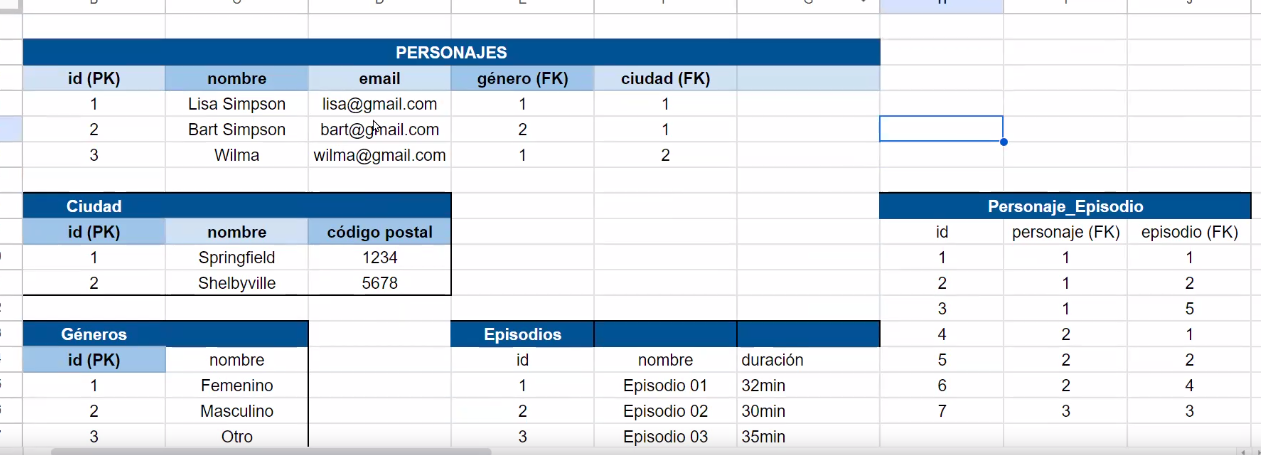 PERSONAJES
id (PK) nombre email género (FK) ciudad (FK)
1 Lisa Simpson lisa@gmail.com 1 1
2 Bart Simpson bart@gmail.com 2 1
3 Wilma wilma@gmail.com 1 2
Ciudad
id (PK) nombre código postal
1 Springfield 1234
2 Shelbyville 5678
Personaje_Episodio
id personaje (FK) episodio (FK)
1 1 1
2 1 2
3 1 5
4 2 1
5 2 2
6 2 4
7 3 3
Géneros
id (PK) nombre
1 Femenino
2 Masculino
3 Otro
Episodios
id nombre duración
1 Episodio 01 32min
2 Episodio 02 30min
3 Episodio 03 35min